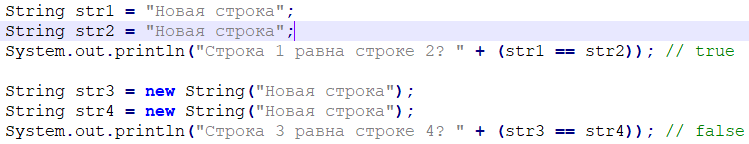 String str1 = "Новая строка";
String str2 = "Новая строка";
System.out.println("Строка 1 равна строке 2? " + (str1 == str2)); // true
String str3 = new String("Новая строка");
String str4 = new String("Новая строка");
System.out.println("Строка 3 равна строке 4? " + (str3 == str4)); // false